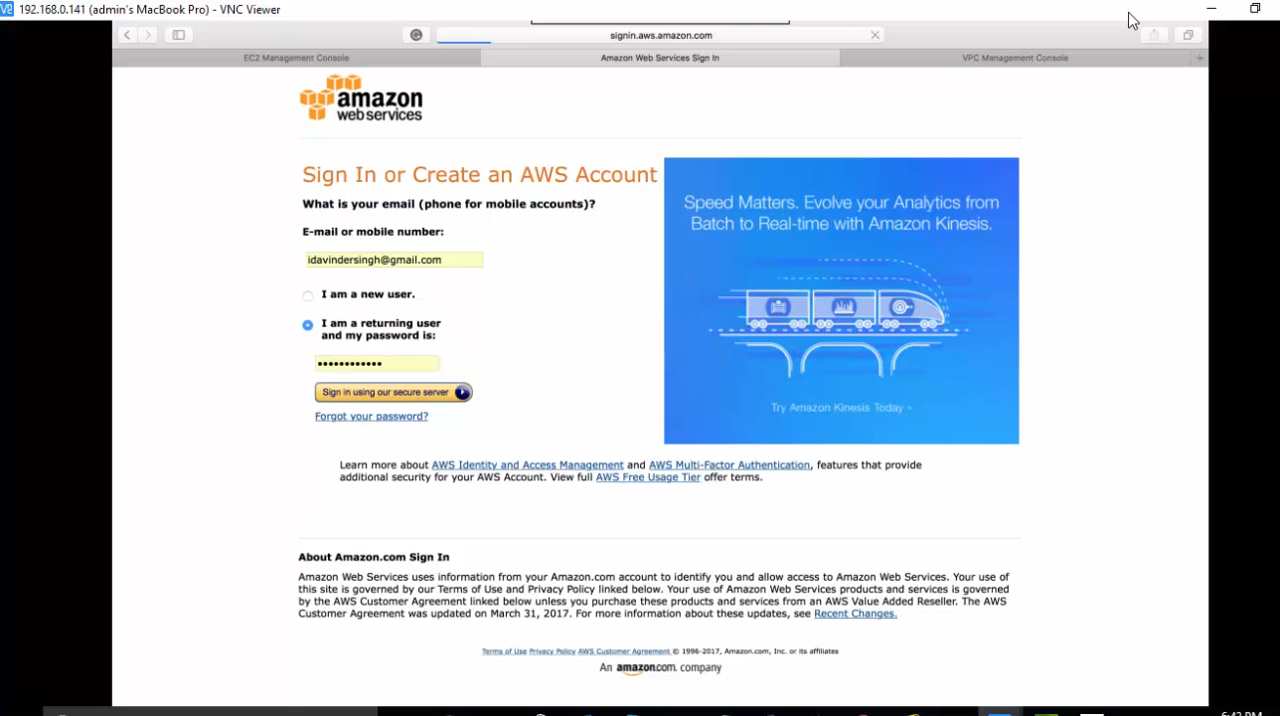 192.168.0.141 (admin's MacBook Pro) - VNC Viewer
signin.aws.amazon.com
EC2 Management Console
Amazon Web Services Sign In
VPC Management Console
amazon
webservices
Sign In or Create an AWS Account
What is your email (phone for mobile accounts)?
E-mail or mobile number:
idavindersingh@gmail.com
I am a new user.
I am a returning user
and my password is:
Sign in using our secure server
Forgot your password?
Speed Matters. Evolve your Analytics from
Batch to Real-time with Amazon Kinesis.
Try Amazon Kinesis Today
Learn more about AWS Identity and Access Management and AWS Multi-Factor Authentication, features that provide
additional security for your AWS Account. View full AWS Free Usage Tier offer terms.
About Amazon.com Sign In
Amazon Web Services uses information from your Amazon.com account to identify you and allow access to Amazon Web Services. Your use of
this site is governed by our Terms of Use and Privacy Policy linked below. Your use of Amazon Web Services products and services is governed
by the AWS Customer Agreement linked below unless you purchase these products and services from an AWS Value Added Reseller. The AWS
Customer Agreement was updated on March 31, 2017. For more information about these updates, see Recent Changes.
Terms of Use Privacy Policy AWS Customer Agreement © 1996-2017, Amazon.com, Inc. or its affiliates
An amazon.com. company